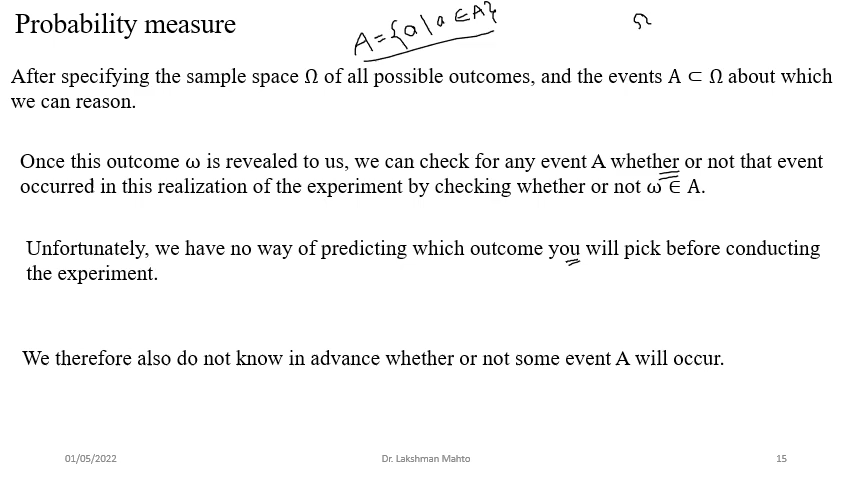 Probability measure
A={a|a∈A}
Ω
After specifying the sample space Ω of all possible outcomes, and the events A ⊂ Ω about which
we can reason.
Once this outcome ω is revealed to us, we can check for any event A whether or not that event
occurred in this realization of the experiment by checking whether or not ω ∈ A.
Unfortunately, we have no way of predicting which outcome you will pick before conducting
the experiment.
We therefore also do not know in advance whether or not some event A will occur.
01/05/2022 Dr. Lakshman Mahto 15